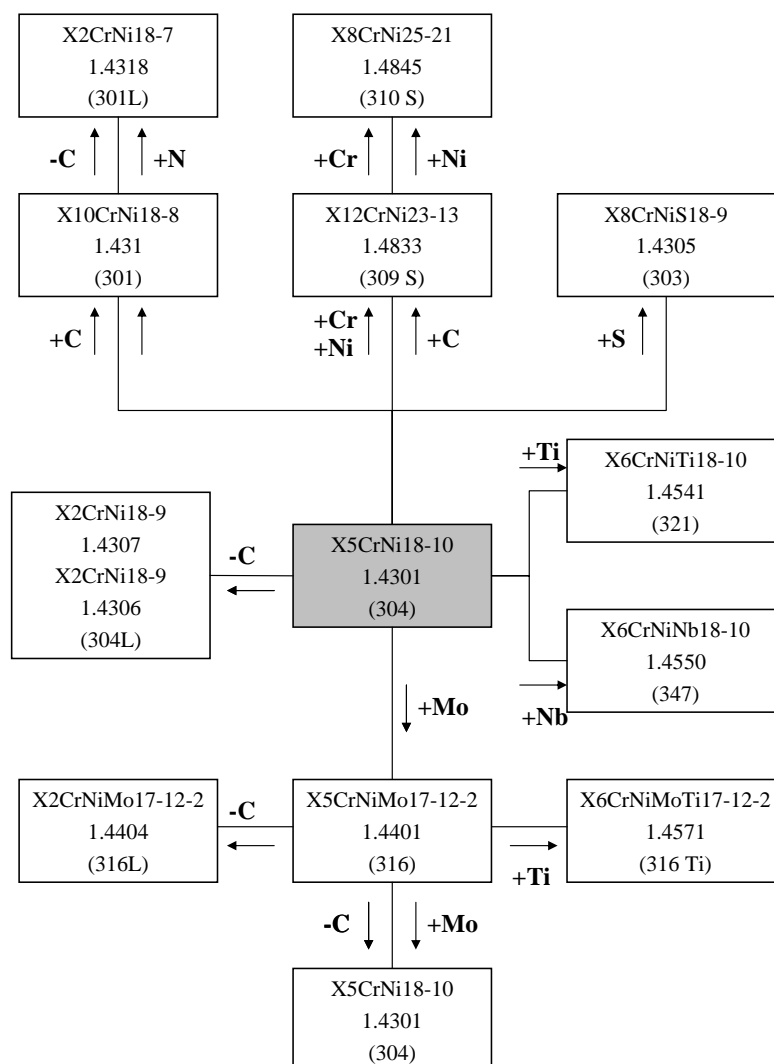 X2CrNi18-7
1.4318
(301L)
X8CrNi25-21
1.4845
(310 S)
-C
+N
+Cr
+Ni
X10CrNi18-8
1.431
(301)
X12CrNi23-13
1.4833
(309 S)
X8CrNiS18-9
1.4305
(303)
+C
+Cr
+Ni
+C
+S
+Ti
X6CrNiTi18-10
1.4541
(321)
X2CrNi18-9
1.4307
X2CrNi18-9
1.4306
(304L)
-C
X5CrNi18-10
1.4301
(304)
X6CrNiNb18-10
1.4550
(347)
+Nb
+Mo
X2CrNiMo17-12-2
1.4404
(316L)
-C
X5CrNiMo17-12-2
1.4401
(316)
+Ti
X6CrNiMoTi17-12-2
1.4571
(316 Ti)
-C
+Mo
X5CrNi18-10
1.4301
(304)